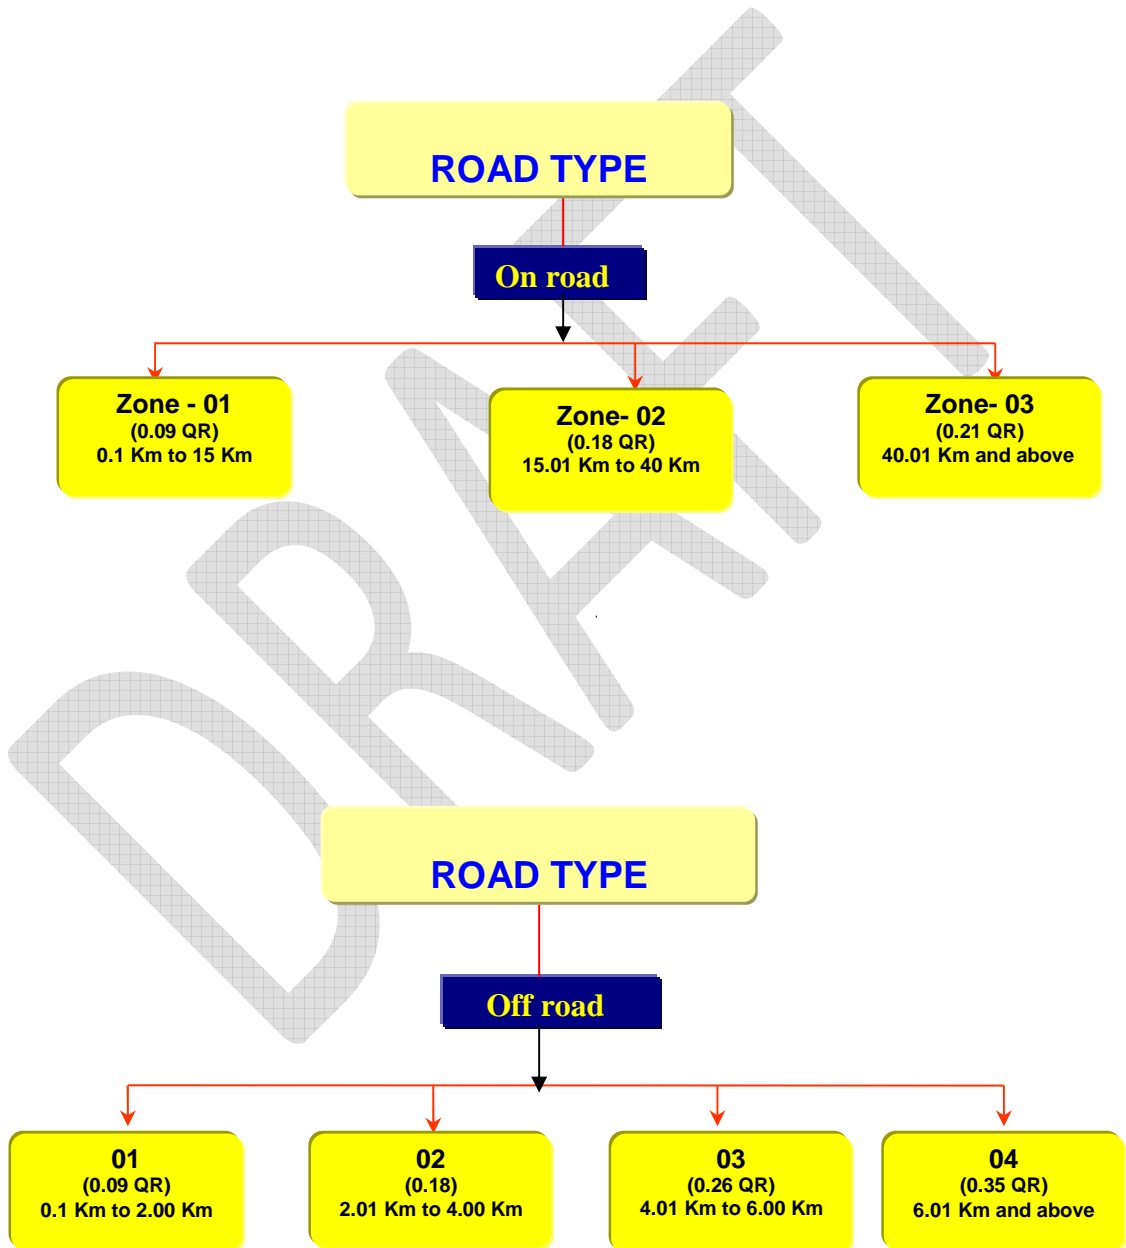 DRAFT
ROAD TYPE
On road
Zone - 01
(0.09 QR)
0.1 Km to 15 Km
Zone- 02
(0.18 QR)
15.01 Km to 40 Km
Zone- 03
(0.21 QR)
40.01 Km and above
ROAD TYPE
Off road
01
(0.09 QR)
0.1 Km to 2.00 Km
02
(0.18)
2.01 Km to 4.00 Km
03
(0.26 QR)
4.01 Km to 6.00 Km
04
(0.35 QR)
6.01 Km and above